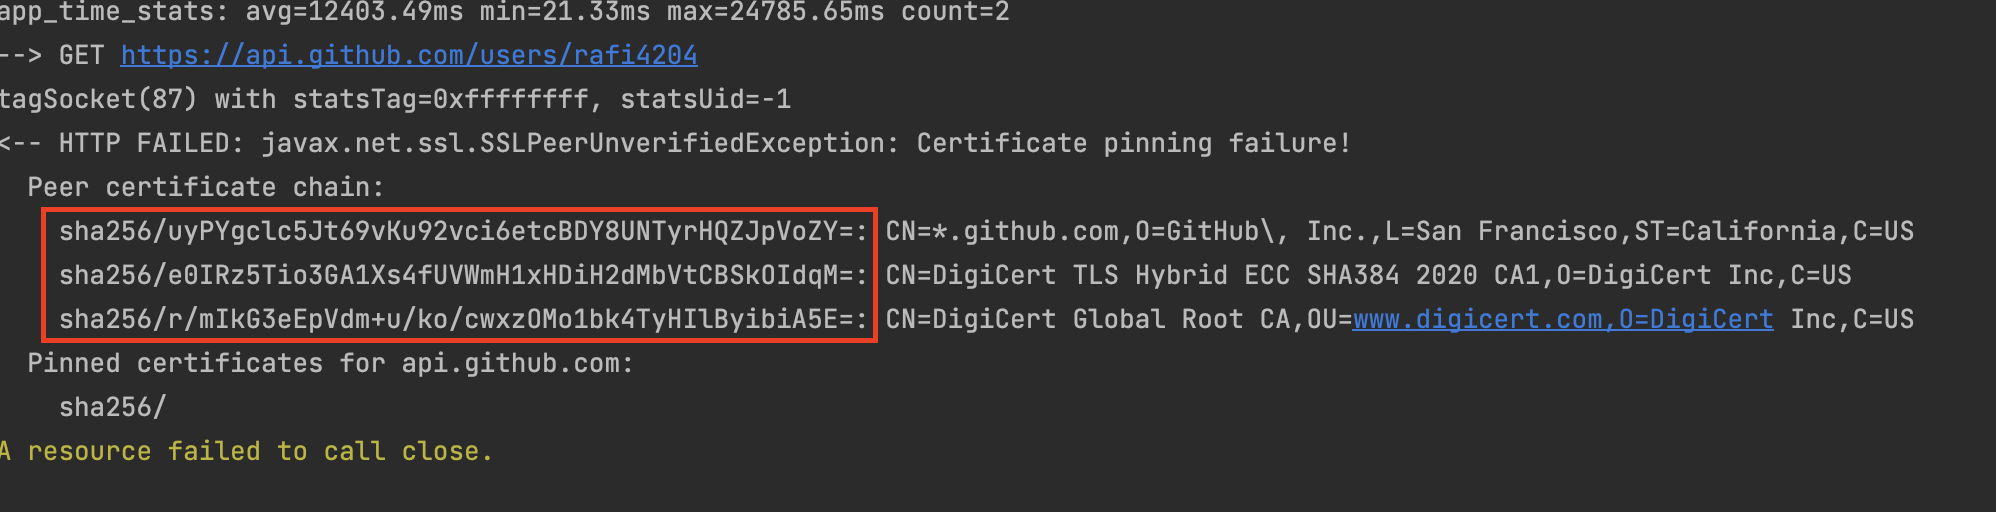 app_time_stats: avg=12403.49ms min=21.33ms max=24785.65ms count=2
--> GET https://api.github.com/users/rafi4204
tagSocket(87) with statsTag=0xffffffff, statsUid=-1
<-- HTTP FAILED: javax.net.ssl.SSLPeerUnverifiedException: Certificate pinning failure!
Peer certificate chain:
sha256/uyPYgclc5Jt69vKu92vci6etcBDY8UNTyrHQZJpVoZY=: CN=*.github.com,O=GitHub\, Inc.,L=San Francisco,ST=California,C=US
sha256/e0IRz5Tio3GA1Xs4fUVWmH1xHDiH2dMbVtCBSkOIdqM=: CN=DigiCert TLS Hybrid ECC SHA384 2020 CA1,O=DigiCert Inc,C=US
sha256/r/mIkG3eEpVdm+u/ko/cwxzOMo1bk4TyHIlByibiA5E=: CN=DigiCert Global Root CA,OU=www.digicert.com,O=DigiCert Inc,C=US
Pinned certificates for api.github.com:
sha256/
A resource failed to call close.